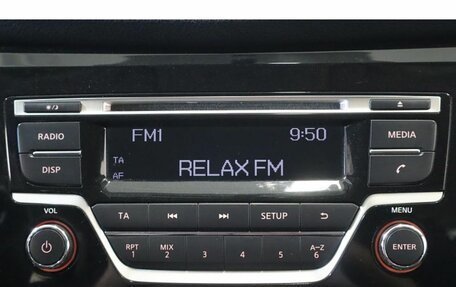 RADIO
FM1 9:50
MEDIA
TA
DISP
RELAX FM
AF
VOL
TA SETUP
MENU
RPT MIX A–Z
1 2 3 4 5 6
ENTER